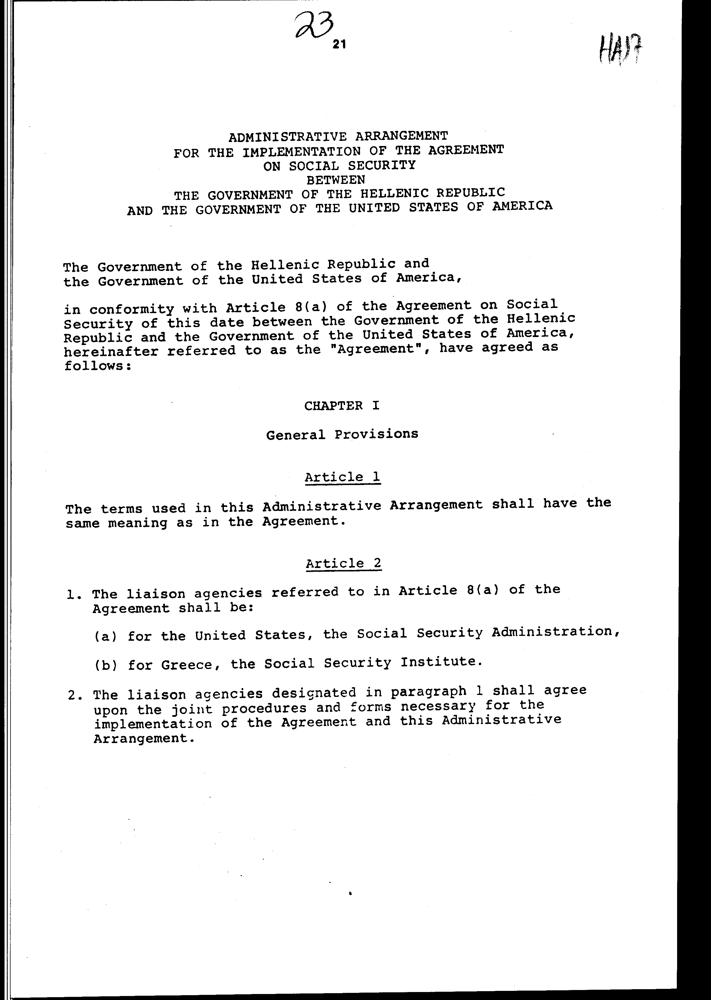 23
21
HA17
ADMINISTRATIVE ARRANGEMENT
FOR THE IMPLEMENTATION OF THE AGREEMENT
ON SOCIAL SECURITY
BETWEEN
THE GOVERNMENT OF THE HELLENIC REPUBLIC
AND THE GOVERNMENT OF THE UNITED STATES OF AMERICA
The Government of the Hellenic Republic and
the Government of the United States of America,
in conformity with Article 8(a) of the Agreement on Social
Security of this date between the Government of the Hellenic
Republic and the Government of the United States of America,
hereinafter referred to as the "Agreement", have agreed as
follows:
CHAPTER I
General Provisions
Article 1
The terms used in this Administrative Arrangement shall have the
same meaning as in the Agreement.
Article 2
1. The liaison agencies referred to in Article 8(a) of the
Agreement shall be:
(a) for the United States, the Social Security Administration,
(b) for Greece, the Social Security Institute.
2. The liaison agencies designated in paragraph 1 shall agree
upon the joint procedures and forms necessary for the
implementation of the Agreement and this Administrative
Arrangement.